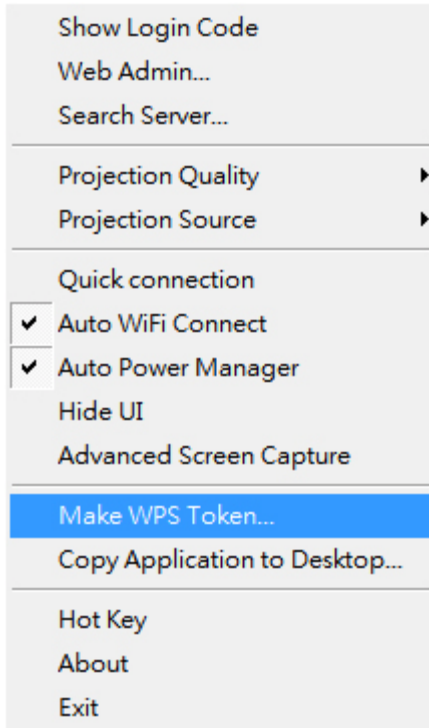 Show Login Code
Web Admin...
Search Server...
Projection Quality
Projection Source
Quick connection
Auto WiFi Connect
Auto Power Manager
Hide UI
Advanced Screen Capture
Make WPS Token...
Copy Application to Desktop...
Hot Key
About
Exit